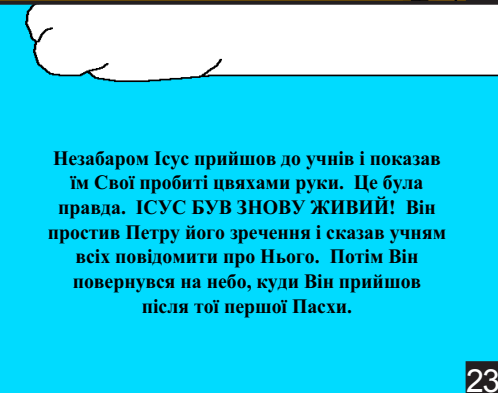 Незабаром Ісус прийшов до учнів і показав
їм Свої пробиті цвяхами руки.  Це була
правда.  ІСУС БУВ ЗНОВУ ЖИВИЙ!  Він
простив Петру його зречення і сказав учням
всіх повідомити про Нього.  Потім Він
повернувся на небо, куди Він прийшов
після тої першої Пасхи.
23